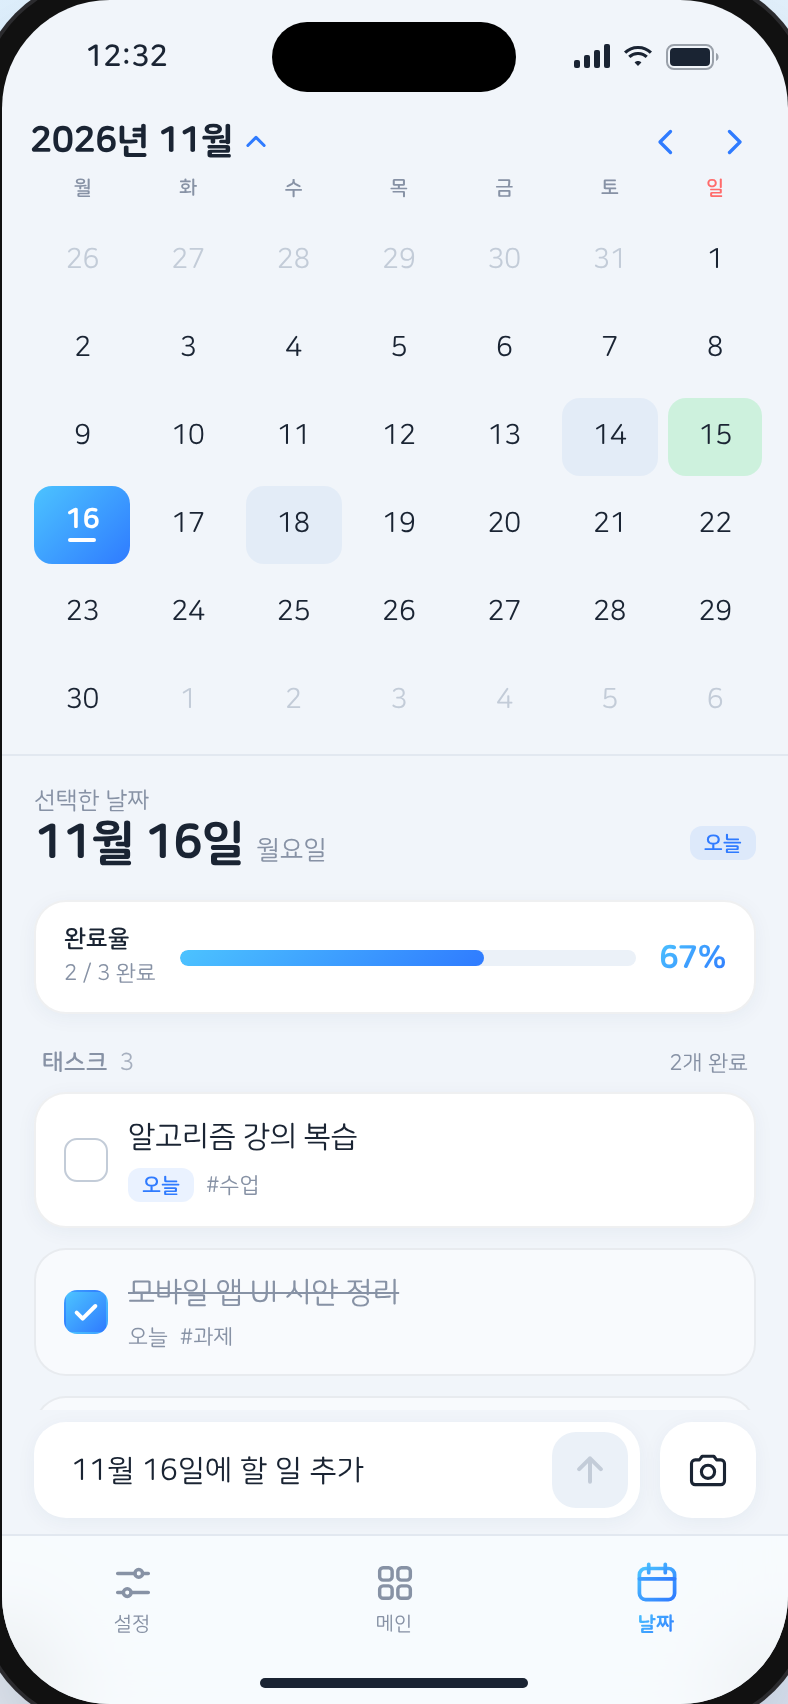 12:32
2026년 11월
월 화 수 목 금 토 일
26 27 28 29 30 31 1
2 3 4 5 6 7 8
9 10 11 12 13 14 15
16 17 18 19 20 21 22
23 24 25 26 27 28 29
30 1 2 3 4 5 6
선택한 날짜
11월 16일 월요일 오늘
완료율
2 / 3 완료
67%
태스크 3 2개 완료
알고리즘 강의 복습
오늘 #수업
모바일 앱 UI 시안 정리
오늘 #과제
11월 16일에 할 일 추가
설정 메인 날짜